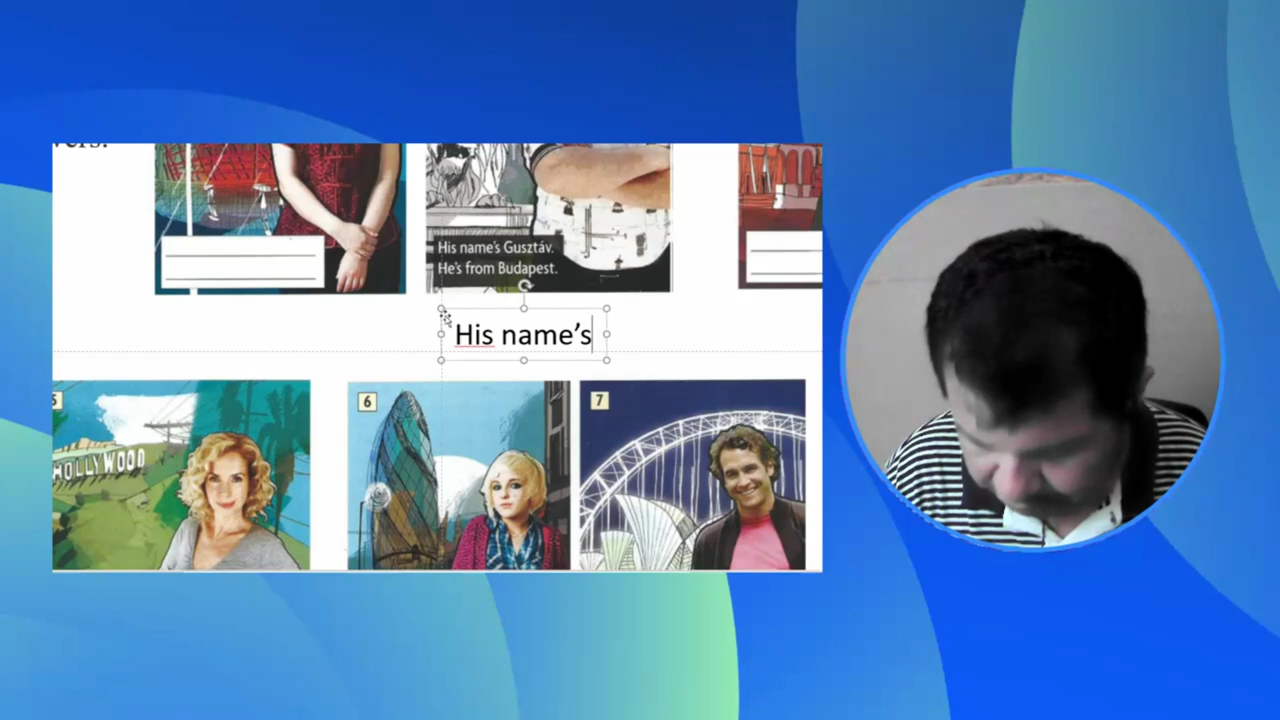 His name's Gusztáv.
He's from Budapest.
His name’s
6
7
HOLLYWOOD